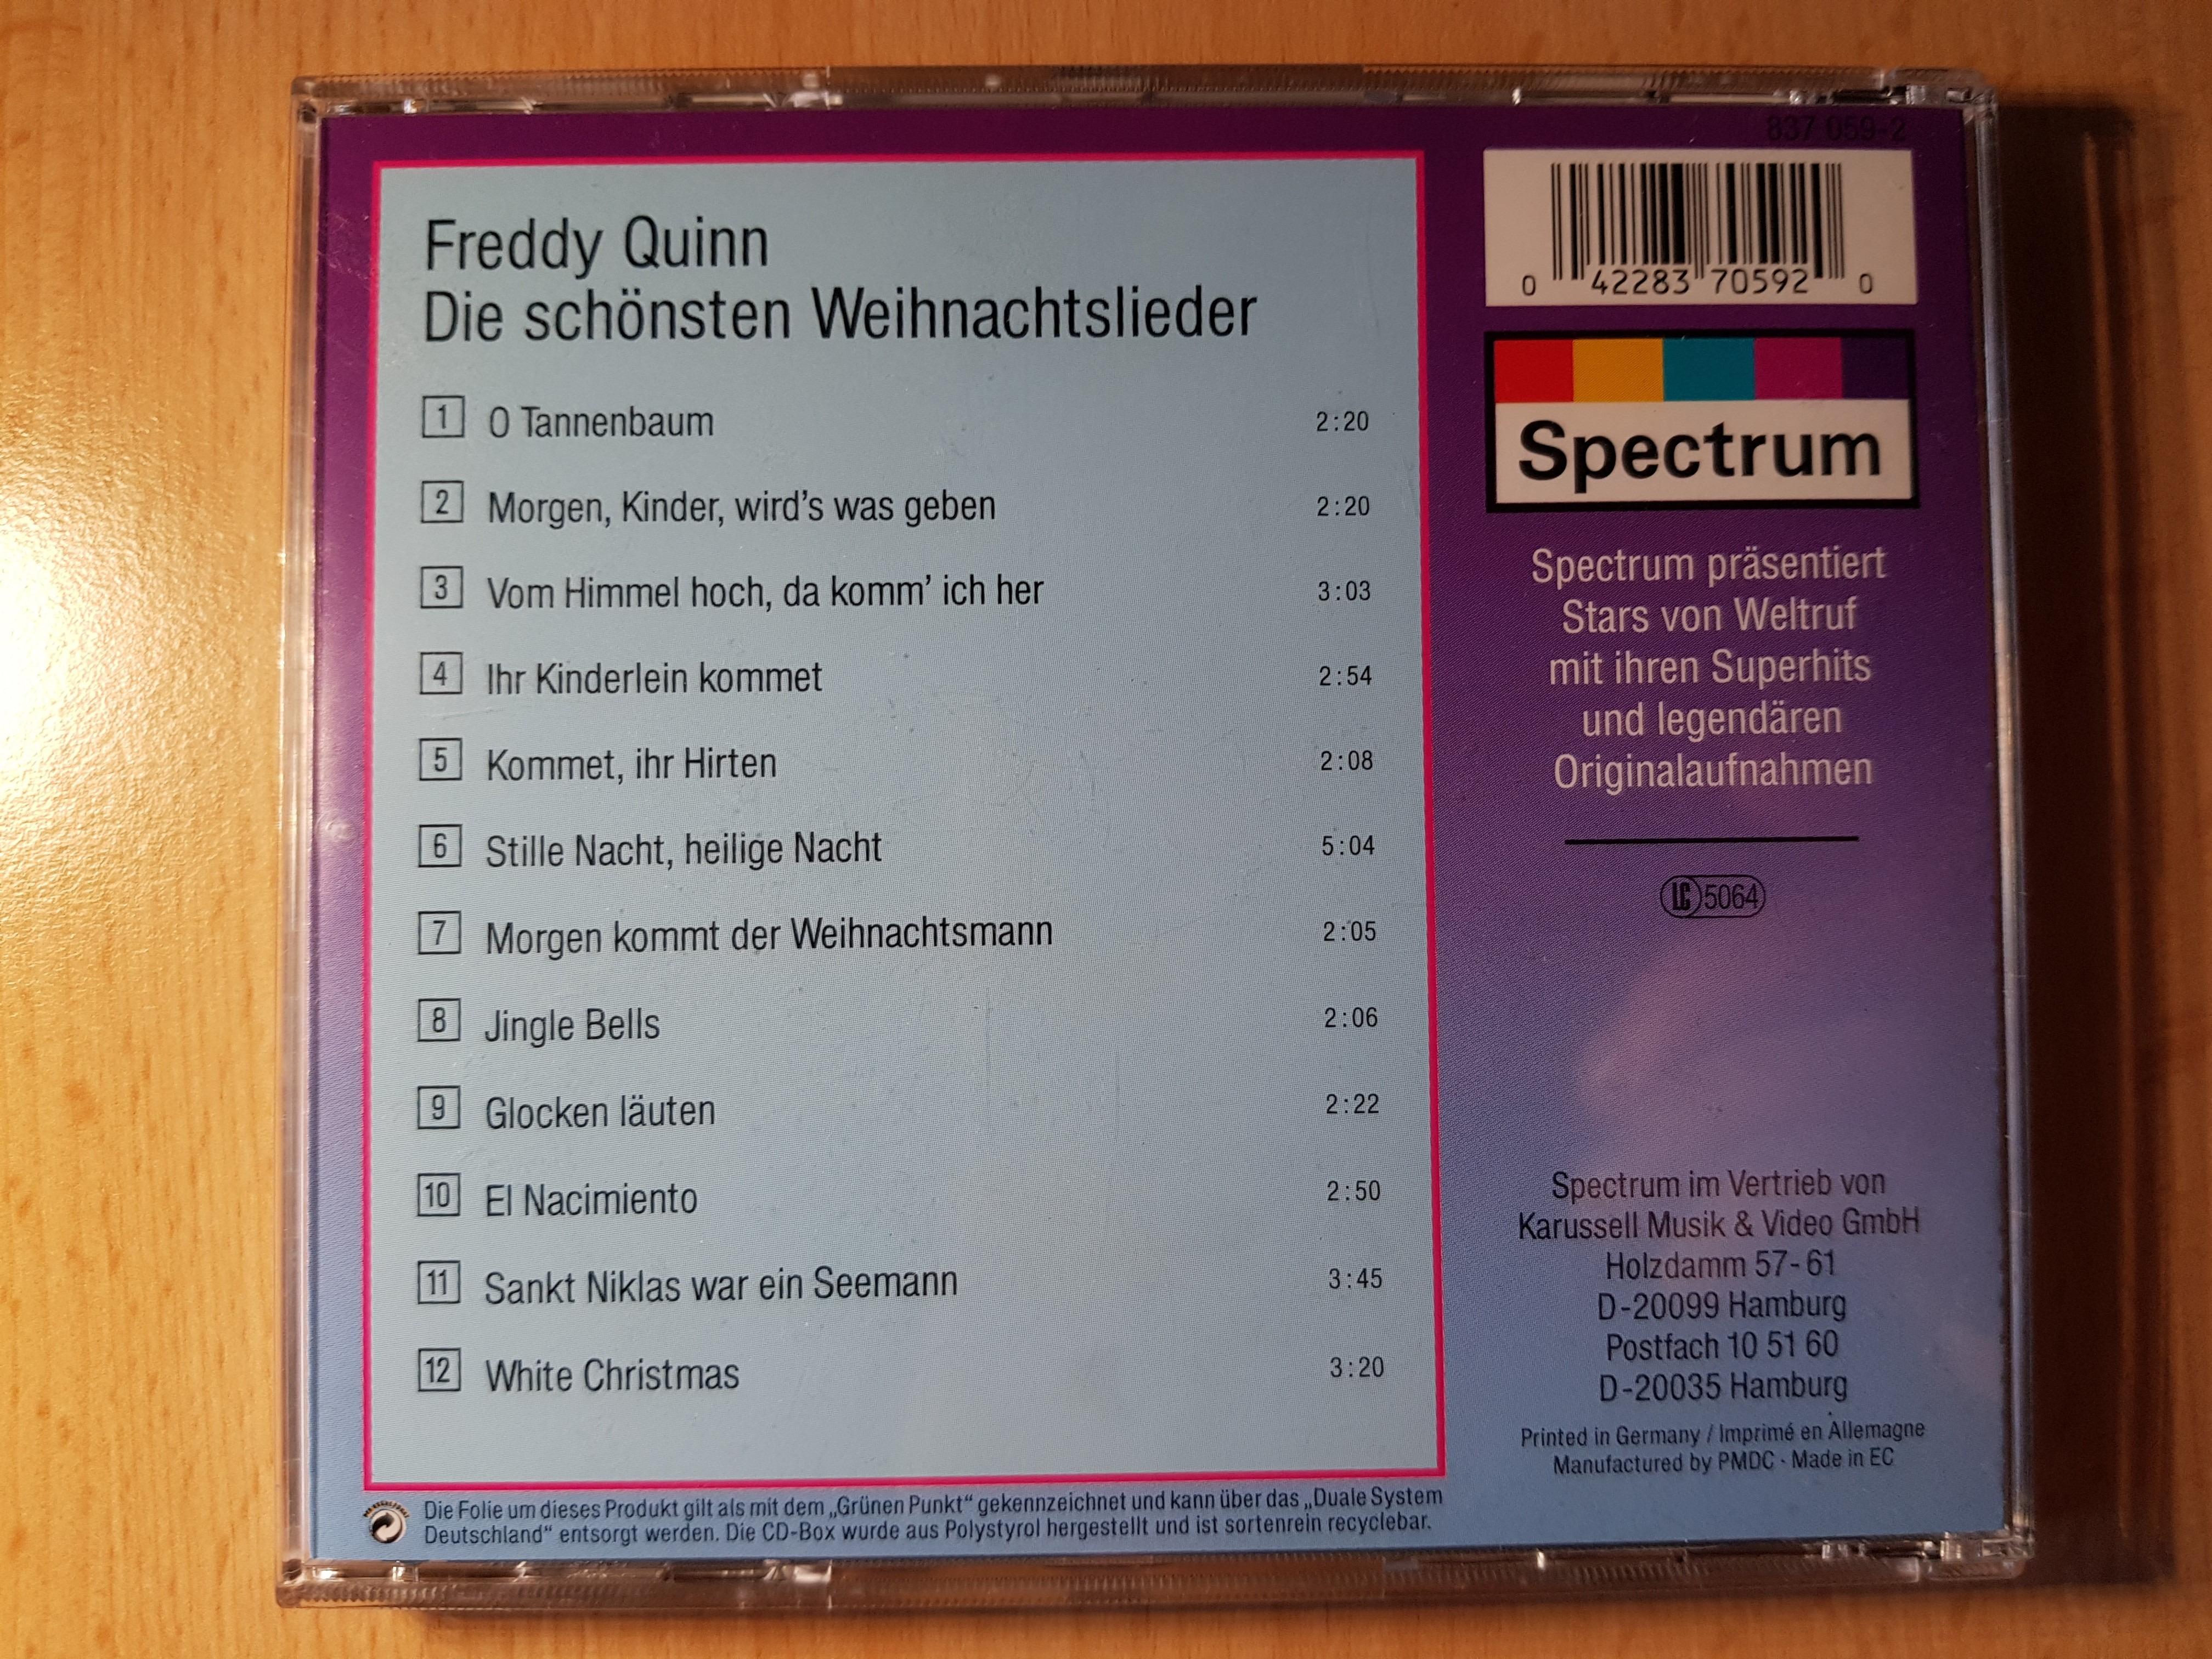 Freddy Quinn
Die schönsten Weihnachtslieder
1 O Tannenbaum 2:20
2 Morgen, Kinder, wird's was geben 2:20
3 Vom Himmel hoch, da komm' ich her 3:03
4 Ihr Kinderlein kommet 2:54
5 Kommet, ihr Hirten 2:08
6 Stille Nacht, heilige Nacht 5:04
7 Morgen kommt der Weihnachtsmann 2:05
8 Jingle Bells 2:06
9 Glocken läuten 2:22
10 El Nacimiento 2:50
11 Sankt Niklas war ein Seemann 3:45
12 White Christmas 3:20
Die Folie um dieses Produkt gilt als mit dem „Grünen Punkt“ gekennzeichnet und kann über das „Duale System
Deutschland“ entsorgt werden. Die CD-Box wurde aus Polystyrol hergestellt und ist sortenrein recyclebar.
837 059-2
0 42283 70592 0
Spectrum
Spectrum präsentiert
Stars von Weltruf
mit ihren Superhits
und legendären
Originalaufnahmen
LC 5064
Spectrum im Vertrieb von
Karussell Musik & Video GmbH
Holzdamm 57-61
D-20099 Hamburg
Postfach 10 51 60
D-20035 Hamburg
Printed in Germany / Imprimé en Allemagne
Manufactured by PMDC · Made in EC